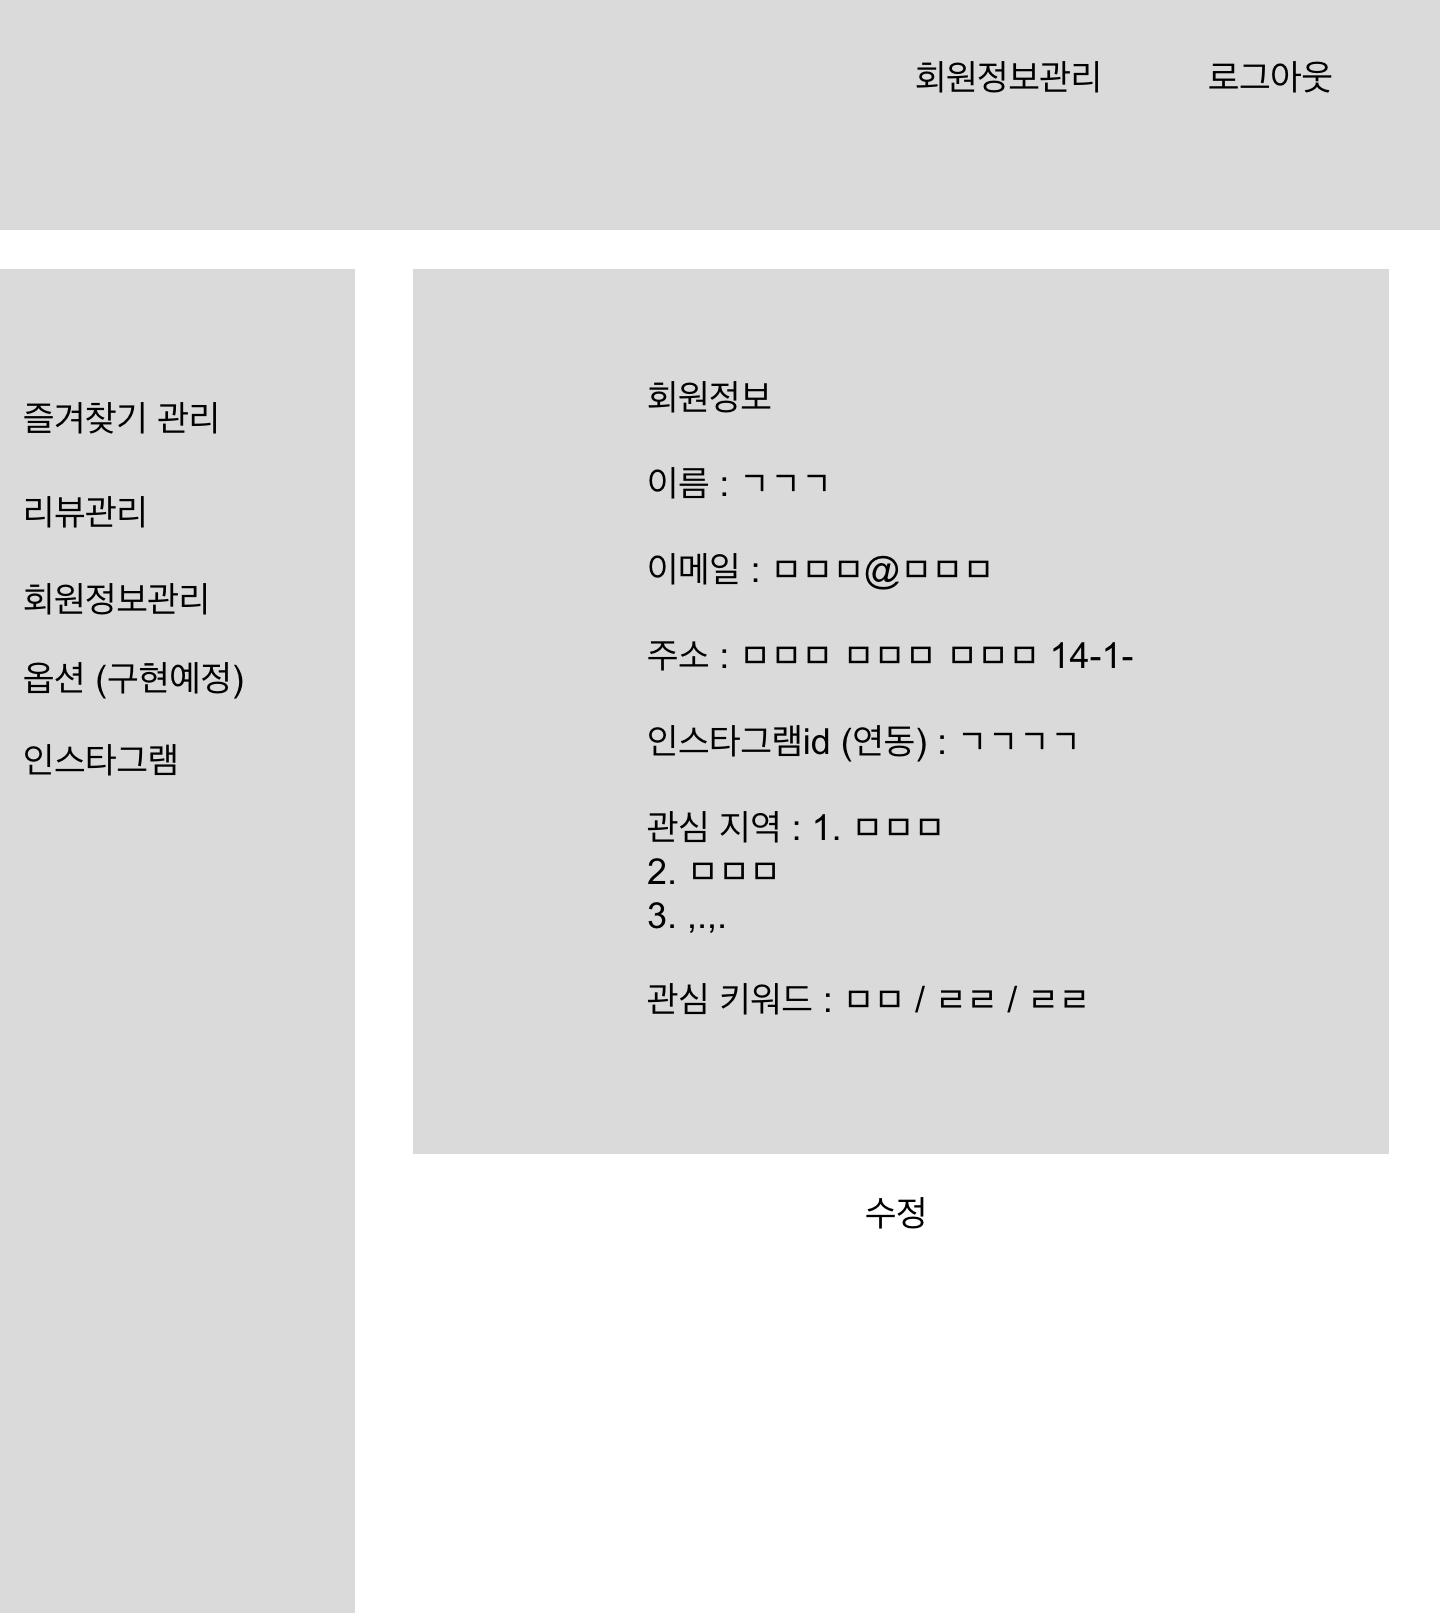 회원정보관리 로그아웃
즐겨찾기 관리
리뷰관리
회원정보관리
옵션 (구현예정)
인스타그램
회원정보
이름 : ㄱㄱㄱ
이메일 : ㅁㅁㅁ@ㅁㅁㅁ
주소 : ㅁㅁㅁ ㅁㅁㅁ ㅁㅁㅁ 14-1-
인스타그램id (연동) : ㄱㄱㄱㄱ
관심 지역 : 1. ㅁㅁㅁ
2. ㅁㅁㅁ
3. ,.,.
관심 키워드 : ㅁㅁ / ㄹㄹ / ㄹㄹ
수정